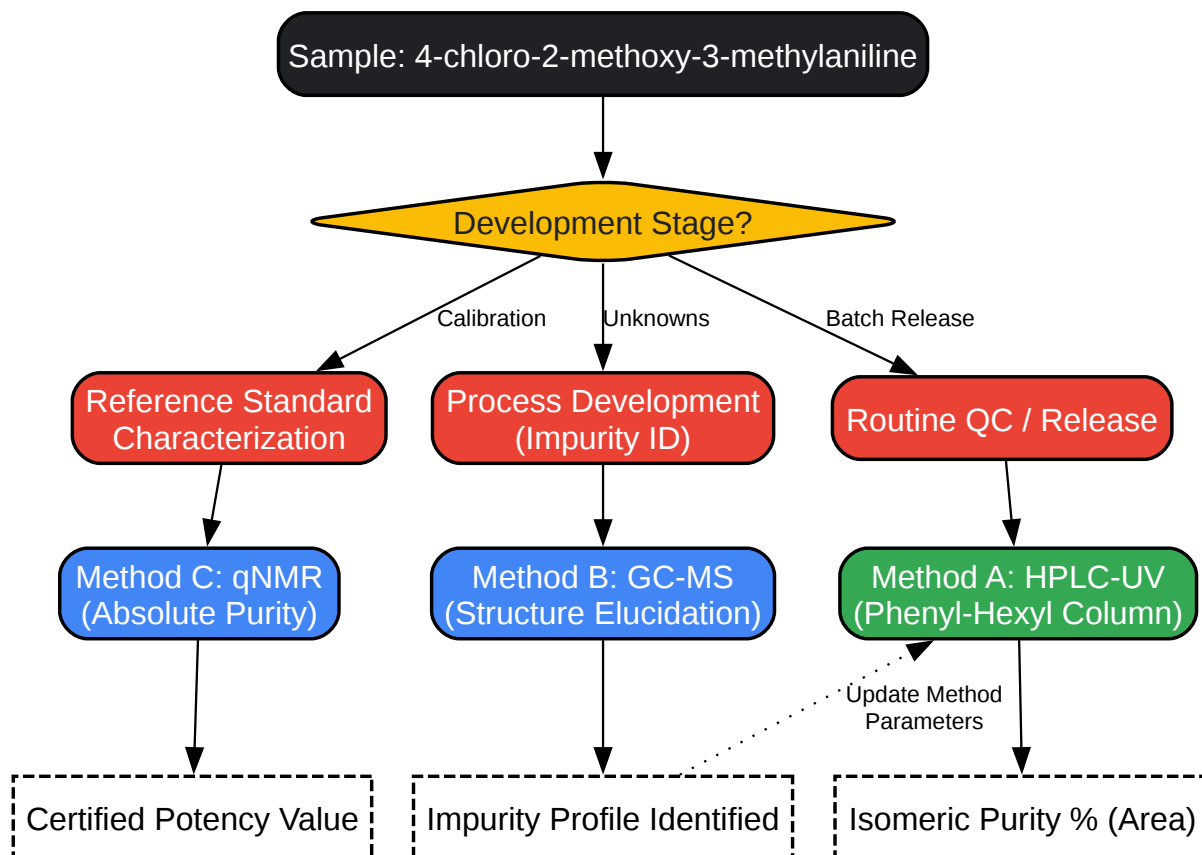 Sample: 4-chloro-2-methoxy-3-methylaniline
Development Stage?
Calibration
Unknowns
Batch Release
Reference Standard
Characterization
Process Development
(Impurity ID)
Routine QC / Release
Method C: qNMR
(Absolute Purity)
Method B: GC-MS
(Structure Elucidation)
Method A: HPLC-UV
(Phenyl-Hexyl Column)
Update Method
Parameters
Certified Potency Value
Impurity Profile Identified
Isomeric Purity % (Area)